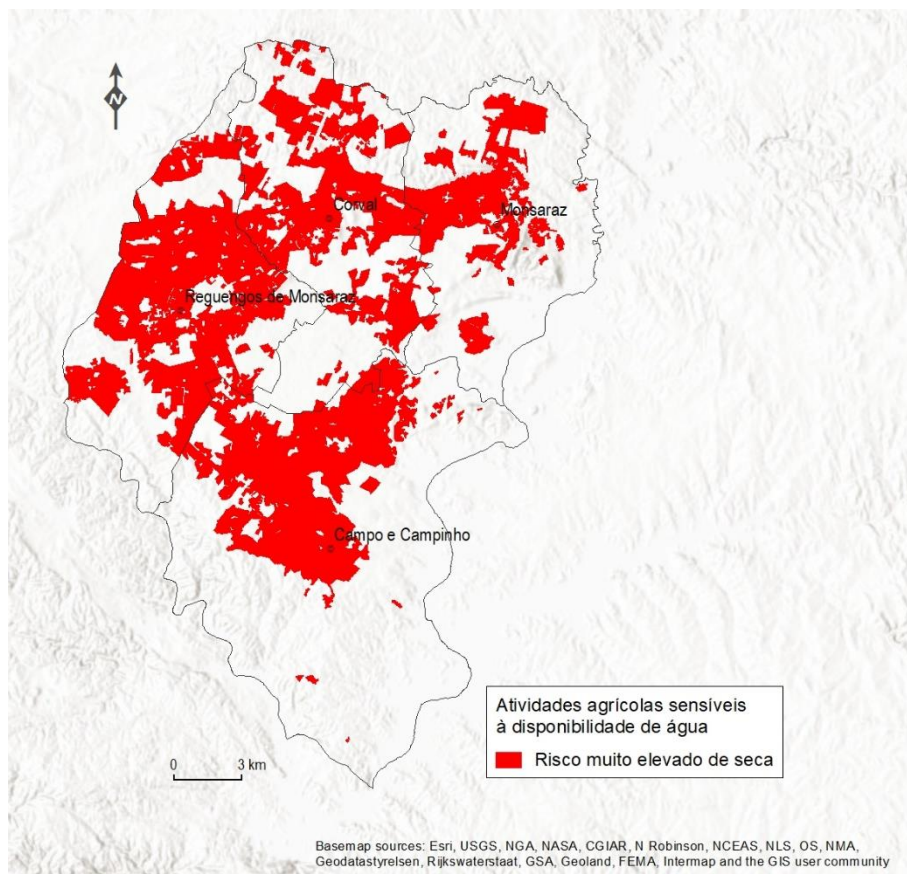 N
Corval
Monsaraz
Reguengos de Monsaraz
Campo e Campinho
Atividades agrícolas sensíveis
à disponibilidade de água
Risco muito elevado de seca
0 3 km
Basemap sources: Esri, USGS, NGA, NASA, CGIAR, N Robinson, NCEAS, NLS, OS, NMA,
Geodatastyrelsen, Rijkswaterstaat, GSA, Geoland, FEMA, Intermap and the GIS user community